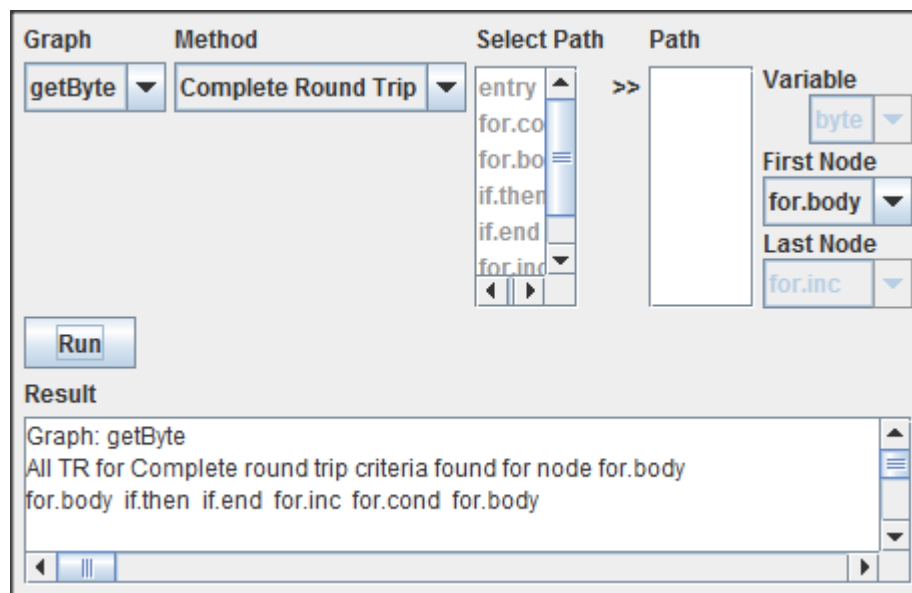 Graph Method Select Path Path
getByte Complete Round Trip entry >> Variable
for.co byte
for.bo First Node
if.then for.body
if.end Last Node
for.inc for.inc
Run
Result
Graph: getByte
All TR for Complete round trip criteria found for node for.body
for.body if.then if.end for.inc for.cond for.body